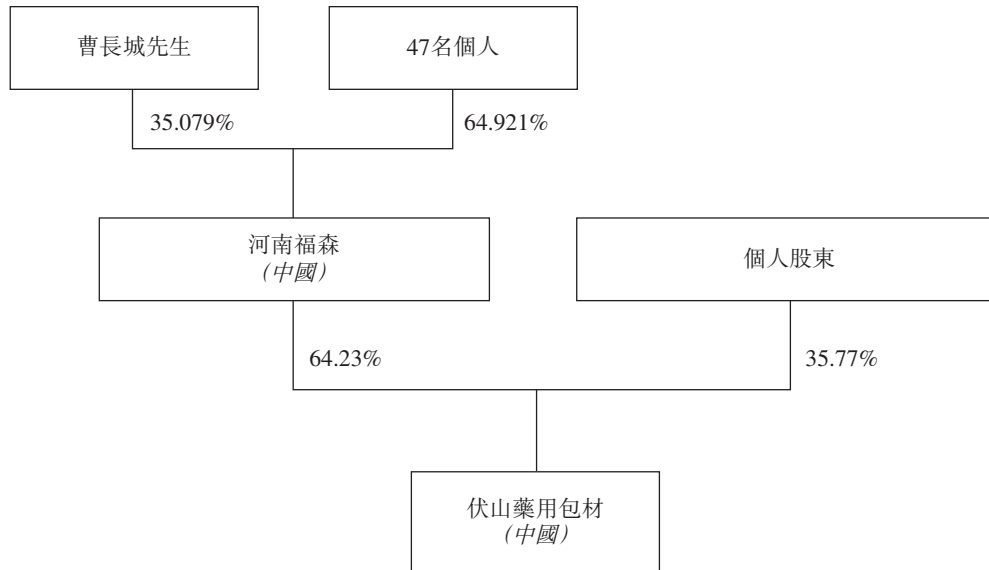 曹長城先生
47名個人
35.079%
64.921%
河南福森
（中國）
個人股東
64.23%
35.77%
伏山藥用包材
（中國）